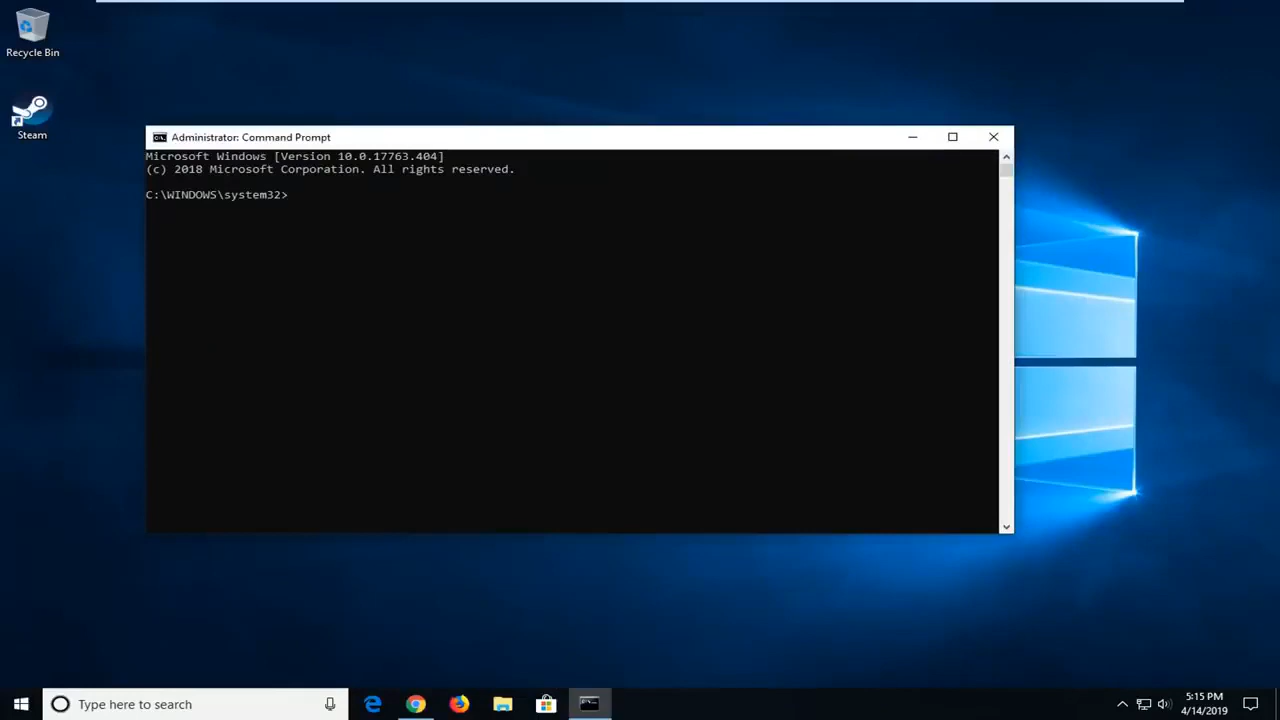 Recycle Bin
Steam
Administrator: Command Prompt
Microsoft Windows [Version 10.0.17763.404]
(c) 2018 Microsoft Corporation. All rights reserved.
C:\WINDOWS\system32>
Type here to search
5:15 PM
4/14/2019